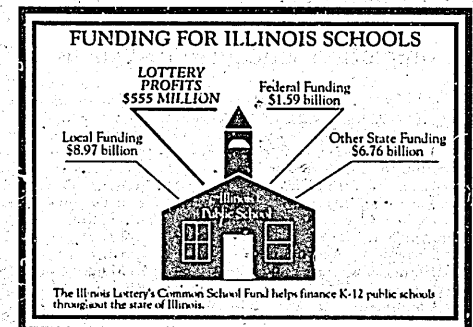 FUNDING FOR ILLINOIS SCHOOLS
LOTTERY
PROFITS
$555 MILLION
Federal Funding
$1.59 billion
Local Funding
$8.97 billion
Other State Funding
$6.76 billion
Illinois
Public School
The Illinois Lottery's Common School Fund helps finance K-12 public schools
throughout the state of Illinois.